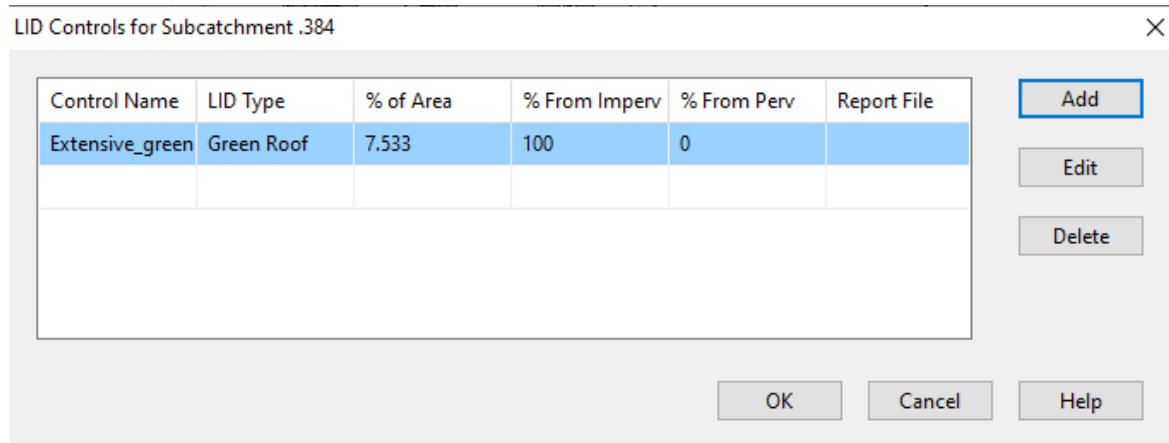 LID Controls for Subcatchment .384
Control Name LID Type % of Area % From Imperv % From Perv Report File
Extensive_green Green Roof 7.533 100 0
Add
Edit
Delete
OK Cancel Help